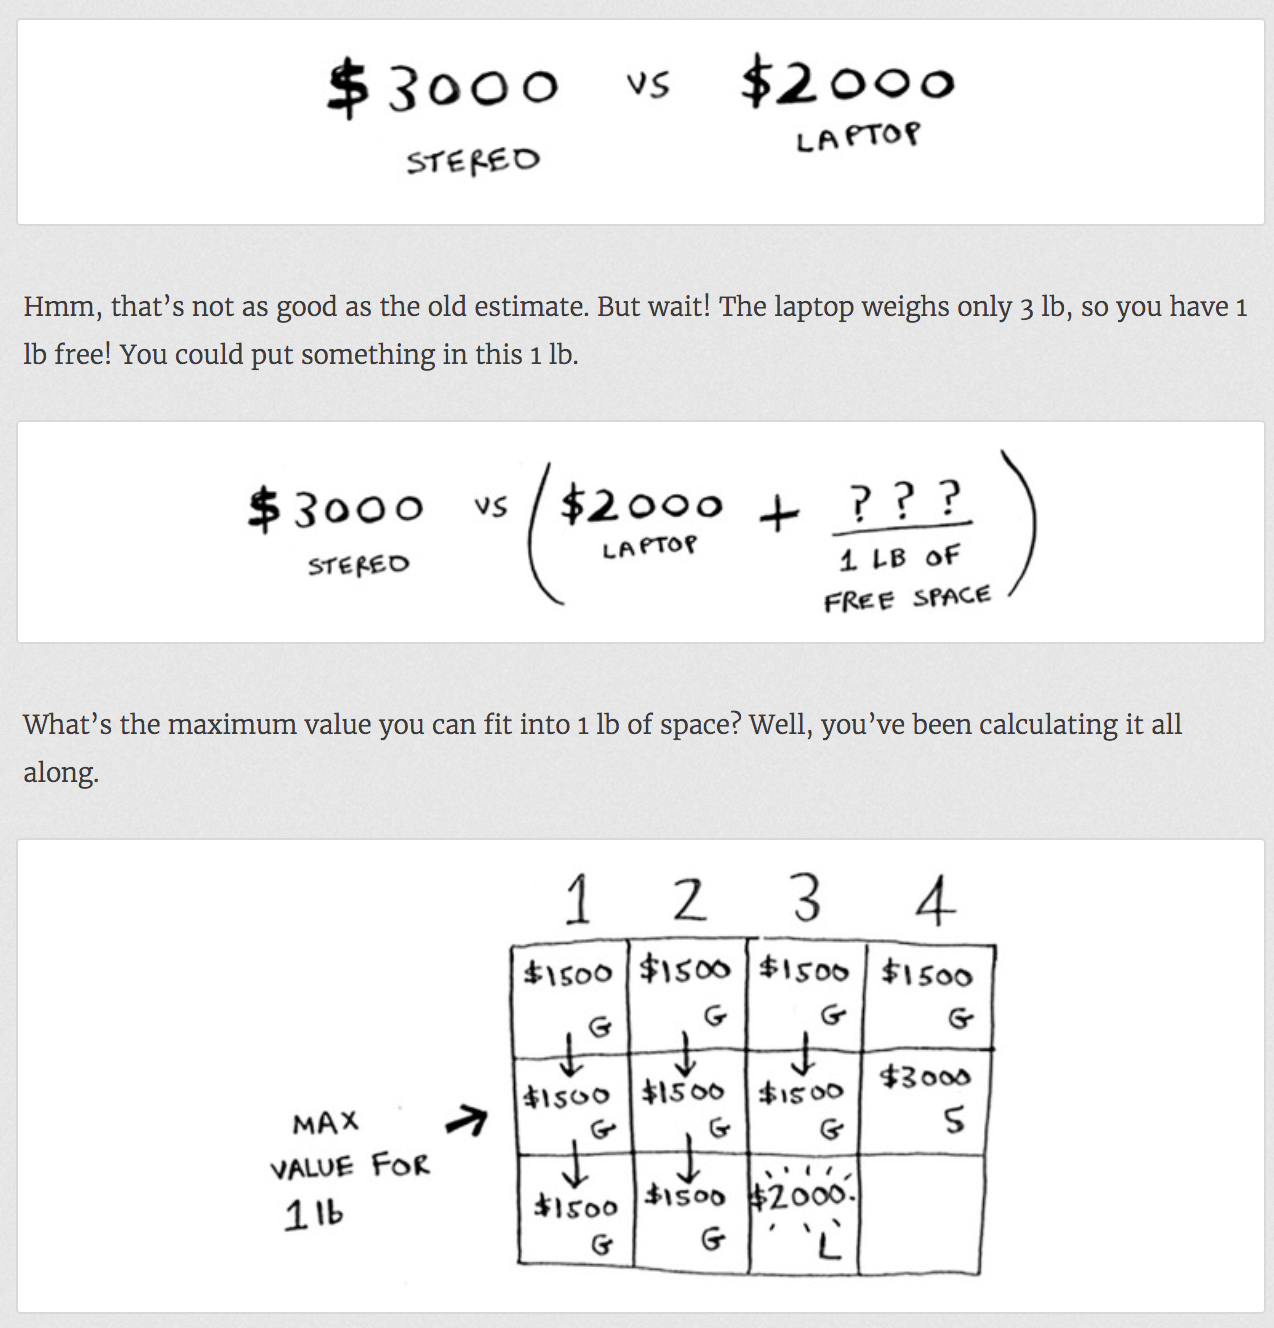 $3000 vs $2000
STEREO LAPTOP
Hmm, that’s not as good as the old estimate. But wait! The laptop weighs only 3 lb, so you have 1
lb free! You could put something in this 1 lb.
$3000 vs ($2000 + ???)
STEREO LAPTOP 1 LB OF
FREE SPACE
What’s the maximum value you can fit into 1 lb of space? Well, you’ve been calculating it all
along.
1 2 3 4
$1500 $1500 $1500 $1500
G G G G
$1500 $1500 $1500 $3000
G G G S
MAX
VALUE FOR
1 lb
$1500 $1500 $2000
G G L